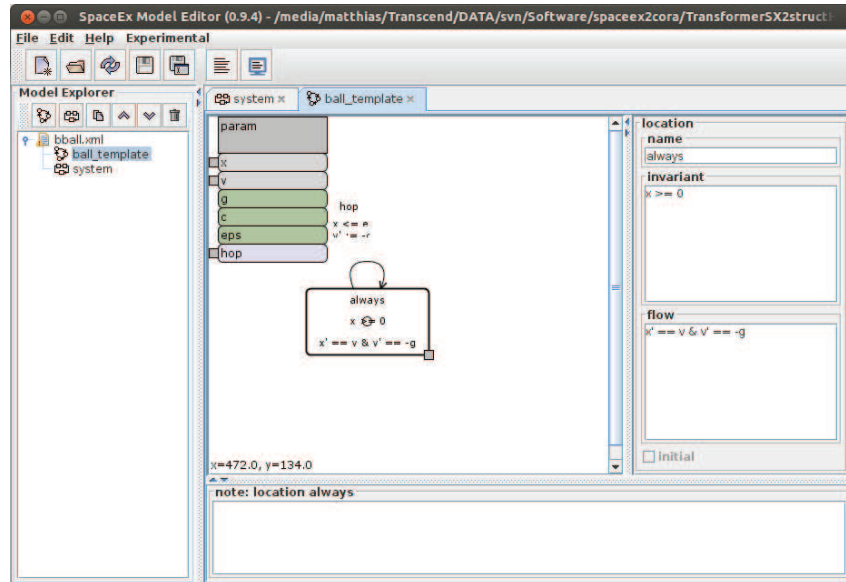 SpaceEx Model Editor (0.9.4) - /media/matthias/Transcend/DATA/svn/Software/spaceex2cora/TransformerSX2struct
File Edit Help Experimental
Model Explorer
bball.xml
ball_template
system
system × ball_template ×
param
x
v
g
c
eps
hop
hop
x <= e
always
x >= 0
x' == v & v' == -g
x=472.0, y=134.0
location
name
always
invariant
x >= 0
flow
x' == v & v' == -g
Initial
note: location always